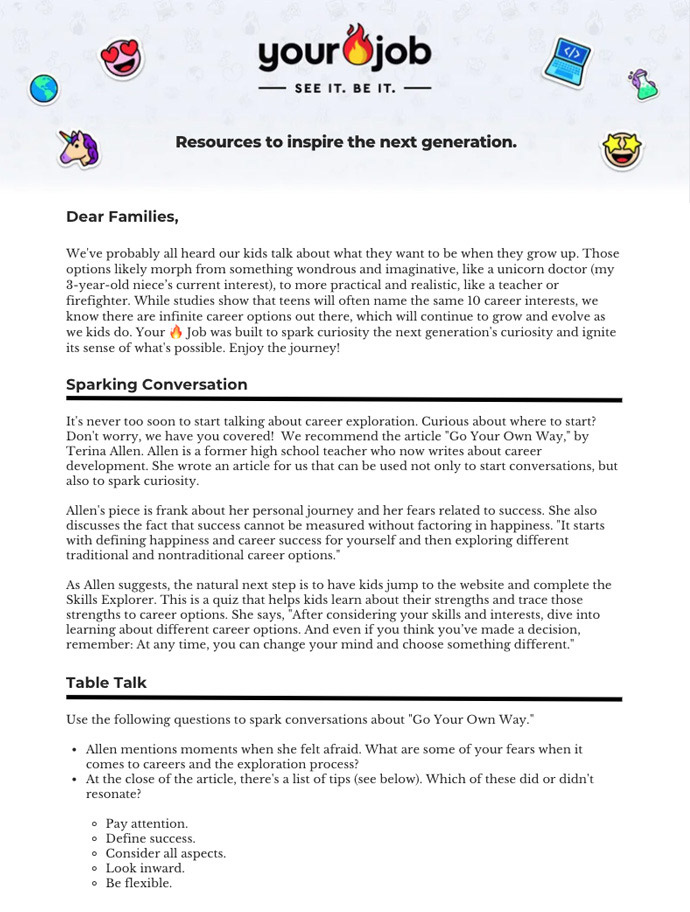 your🔥job
SEE IT. BE IT.
Resources to inspire the next generation.
Dear Families,
We've probably all heard our kids talk about what they want to be when they grow up. Those
options likely morph from something wondrous and imaginative, like a unicorn doctor (my
3-year-old niece's current interest), to more practical and realistic, like a teacher or
firefighter. While studies show that teens will often name the same 10 career interests, we
know there are infinite career options out there, which will continue to grow and evolve as
we kids do. Your 🔥 Job was built to spark curiosity the next generation's curiosity and ignite
its sense of what's possible. Enjoy the journey!
Sparking Conversation
It's never too soon to start talking about career exploration. Curious about where to start?
Don't worry, we have you covered!  We recommend the article "Go Your Own Way," by
Terina Allen. Allen is a former high school teacher who now writes about career
development. She wrote an article for us that can be used not only to start conversations, but
also to spark curiosity.
Allen's piece is frank about her personal journey and her fears related to success. She also
discusses the fact that success cannot be measured without factoring in happiness. "It starts
with defining happiness and career success for yourself and then exploring different
traditional and nontraditional career options."
As Allen suggests, the natural next step is to have kids jump to the website and complete the
Skills Explorer. This is a quiz that helps kids learn about their strengths and trace those
strengths to career options. She says, "After considering your skills and interests, dive into
learning about different career options. And even if you think you've made a decision,
remember: At any time, you can change your mind and choose something different."
Table Talk
Use the following questions to spark conversations about "Go Your Own Way."
• Allen mentions moments when she felt afraid. What are some of your fears when it
comes to careers and the exploration process?
• At the close of the article, there's a list of tips (see below). Which of these did or didn't
resonate?
◦ Pay attention.
◦ Define success.
◦ Consider all aspects.
◦ Look inward.
◦ Be flexible.